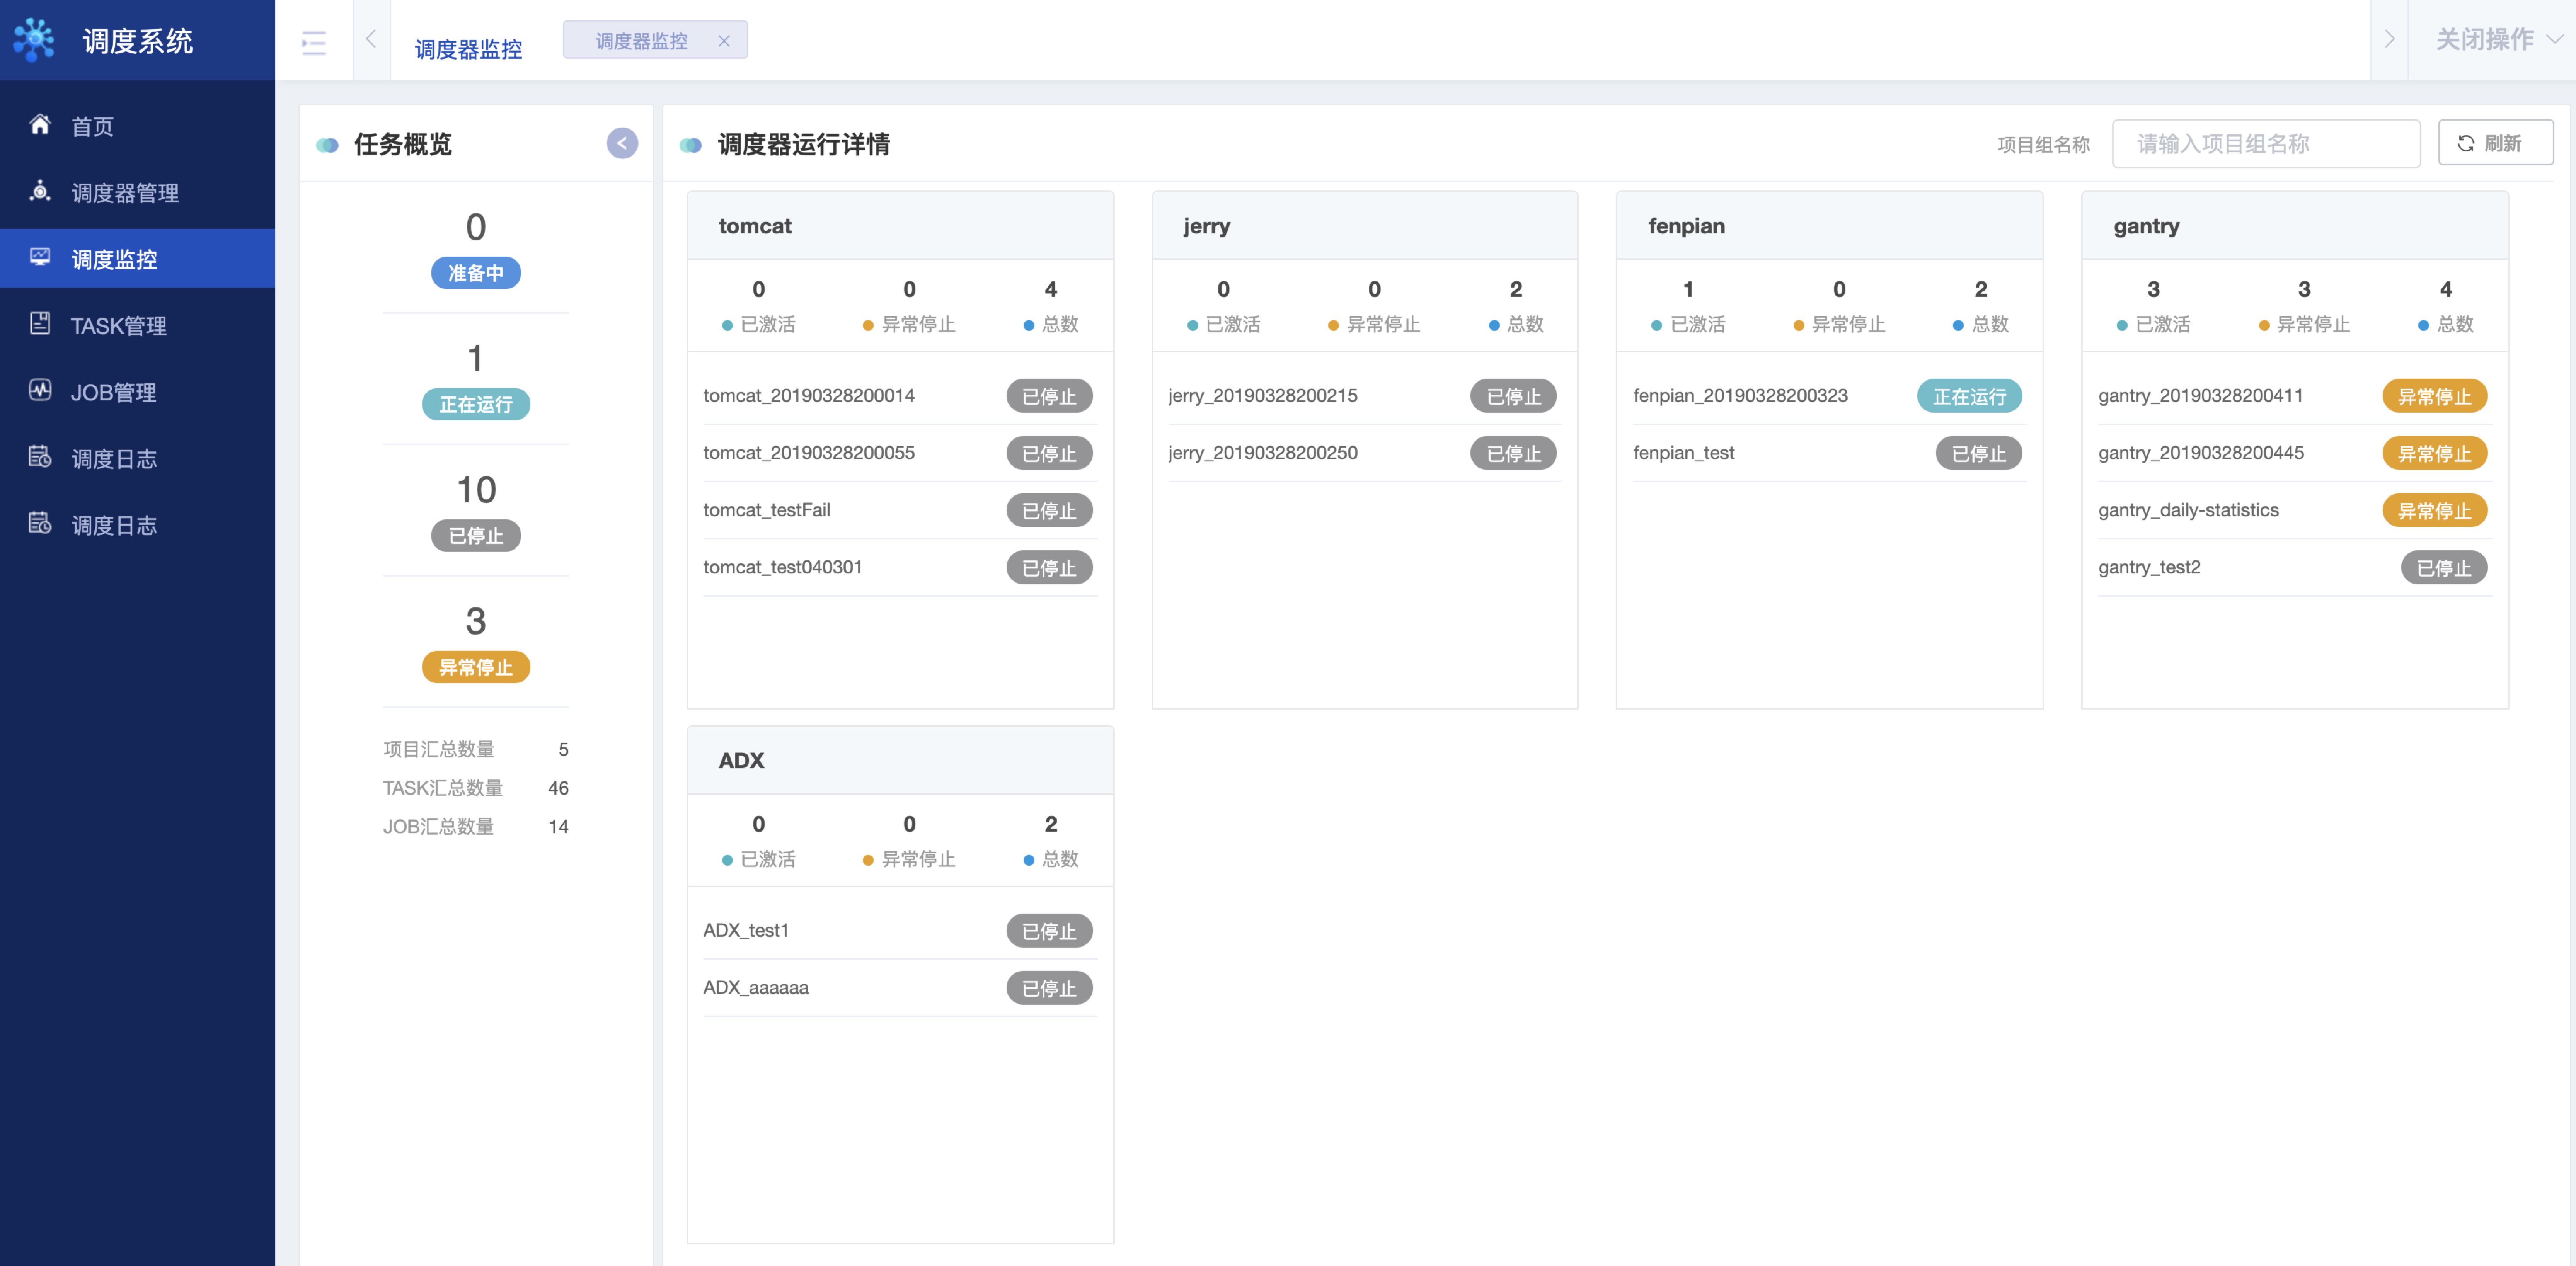 调度系统
首页
调度器管理
调度监控
TASK管理
JOB管理
调度日志
调度日志
调度器监控
调度器监控
关闭操作
任务概览
0
准备中
1
正在运行
10
已停止
3
异常停止
项目汇总数量 5
TASK汇总数量 46
JOB汇总数量 14
调度器运行详情
项目组名称 请输入项目组名称 刷新
tomcat
0 0 4
已激活 异常停止 总数
tomcat_20190328200014 已停止
tomcat_20190328200055 已停止
tomcat_testFail 已停止
tomcat_test040301 已停止
jerry
0 0 2
已激活 异常停止 总数
jerry_20190328200215 已停止
jerry_20190328200250 已停止
fenpian
1 0 2
已激活 异常停止 总数
fenpian_20190328200323 正在运行
fenpian_test 已停止
gantry
3 3 4
已激活 异常停止 总数
gantry_20190328200411 异常停止
gantry_20190328200445 异常停止
gantry_daily-statistics 异常停止
gantry_test2 已停止
ADX
0 0 2
已激活 异常停止 总数
ADX_test1 已停止
ADX_aaaaaa 已停止